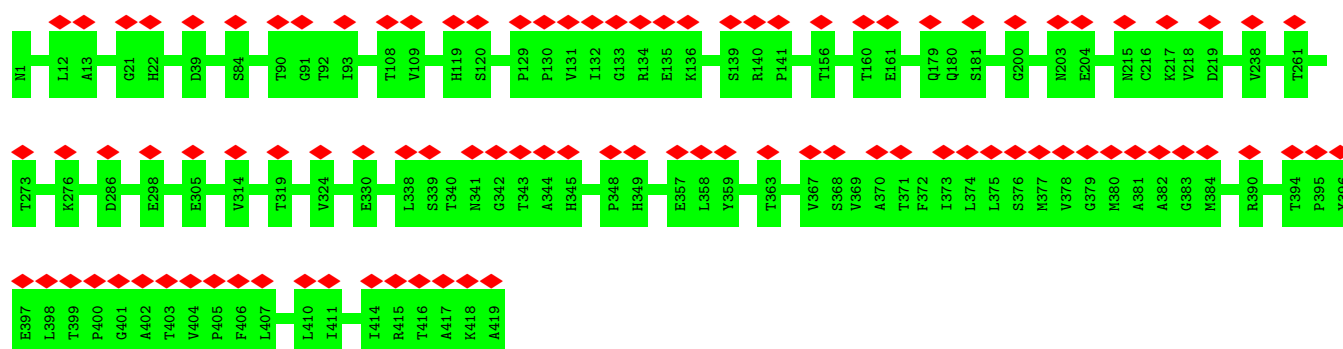 N1 L12 A13 G21 H22 D39 S84 T90 G91 T92 I93 T108 V109 H119 S120 P129 P130 V131 I132 G133 R134 E135 K136 S139 R140 P141 T156 T160 E161 Q179 Q180 S181 G200 N203 E204 N215 C216 K217 V218 D219 V238 T261
T273 K276 D286 E298 E305 V314 T319 V324 E330 L338 S339 T340 N341 G342 T343 A344 H345 P348 H349 E357 L358 Y359 T363 V367 S368 V369 A370 T371 F372 I373 L374 L375 S376 M377 V378 G379 M380 A381 A382 G383 M384 R390 T394 P395 Y396
E397 L398 T399 P400 G401 A402 T403 V404 P405 F406 L407 L410 I411 I414 R415 T416 A417 K418 A419